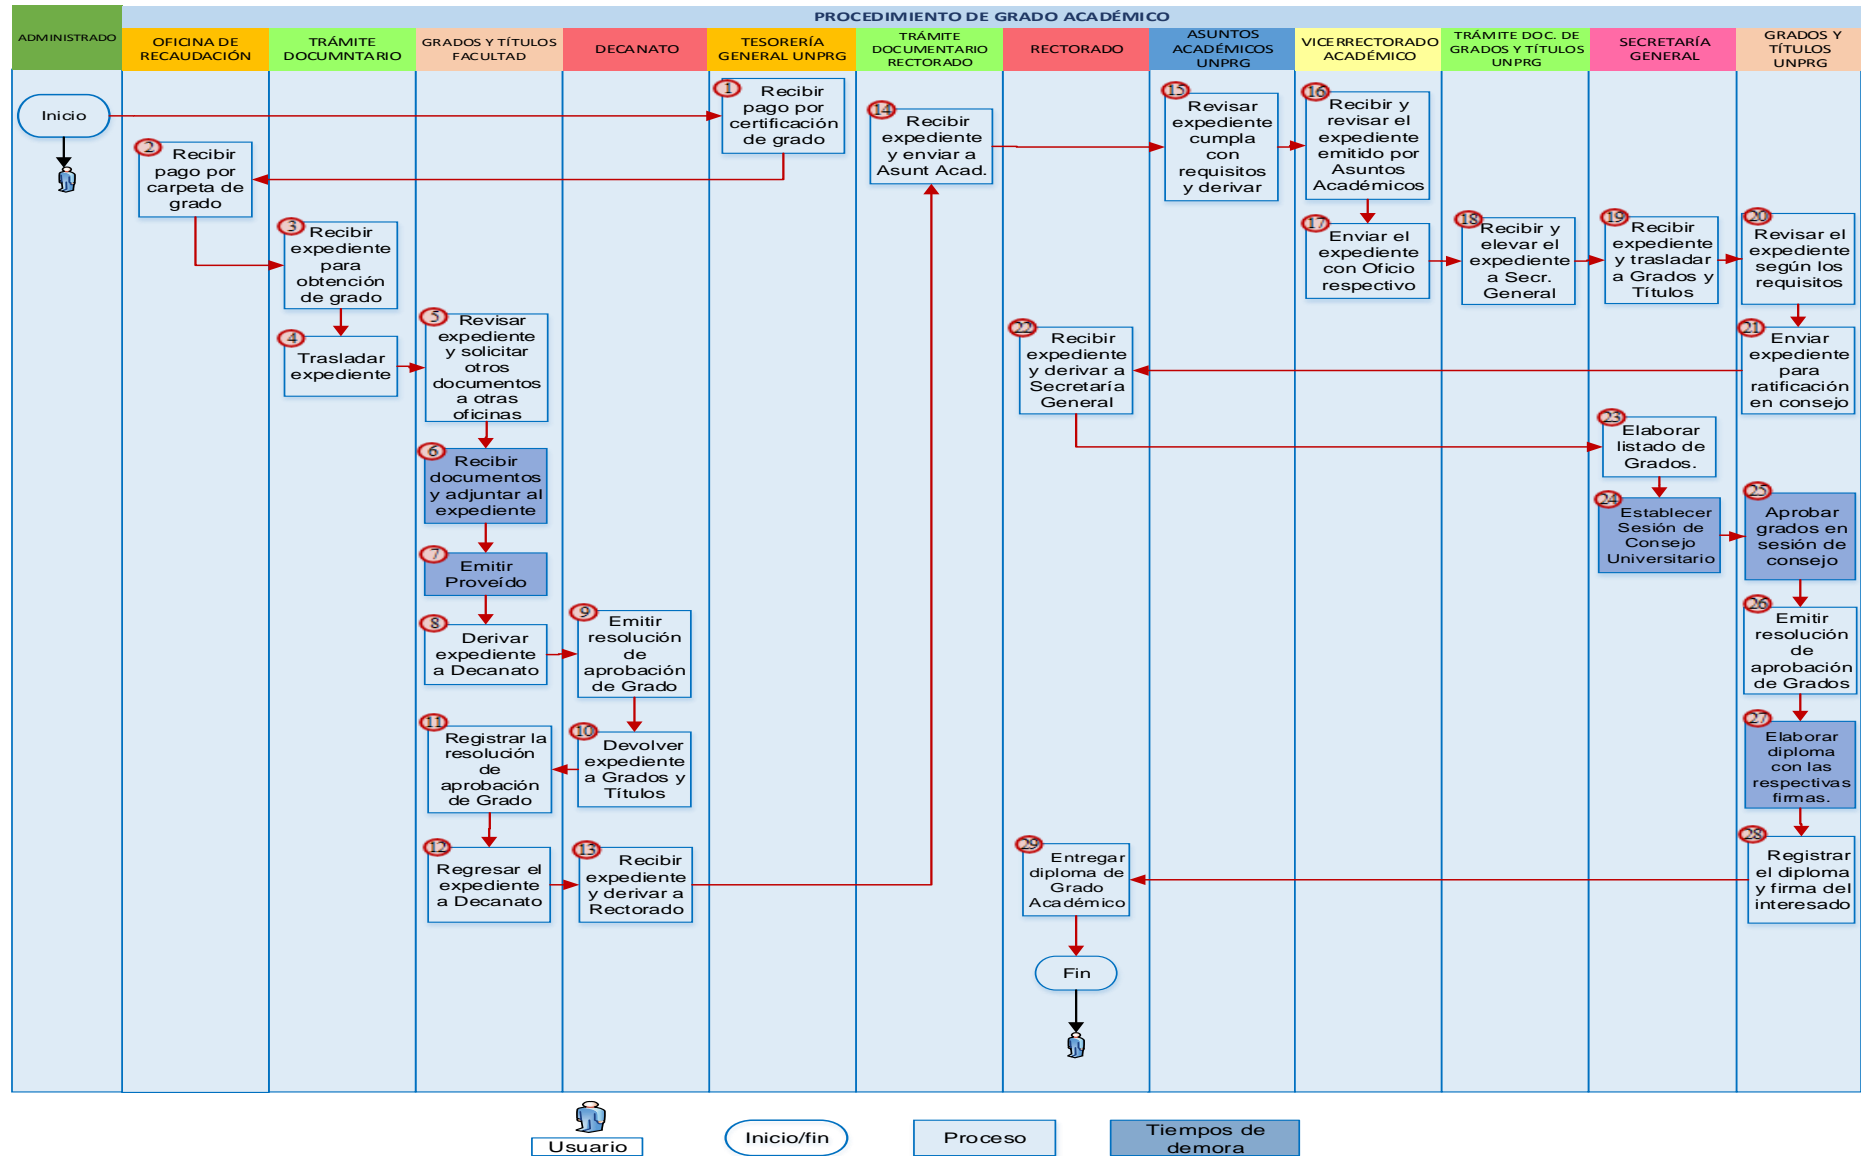 PROCEDIMIENTO DE GRADO ACADÉMICO
ADMINISTRADO
OFICINA DE
RECAUDACIÓN
TRÁMITE
DOCUMNTARIO
GRADOS Y TÍTULOS
FACULTAD
DECANATO
TESORERÍA
GENERAL UNPRG
TRÁMITE
DOCUMENTARIO
RECTORADO
RECTORADO
ASUNTOS
ACADÉMICOS
UNPRG
VICERRECTORADO
ACADÉMICO
TRÁMITE DOC. DE
GRADOS Y TÍTULOS
UNPRG
SECRETARÍA
GENERAL
GRADOS Y
TÍTULOS
UNPRG
Inicio
1
Recibir
pago por
certificación
de grado
2
Recibir
pago por
carpeta de
grado
3
Recibir
expediente
para
obtención
de grado
4
Trasladar
expediente
5
Revisar
expediente
y solicitar
otros
documentos
a otras
oficinas
6
Recibir
documentos
y adjuntar al
expediente
7
Emitir
Proveído
8
Derivar
expediente
a Decanato
9
Emitir
resolución
de
aprobación
de Grado
10
Devolver
expediente
a Grados y
Títulos
11
Registrar la
resolución
de
aprobación
de Grado
12
Regresar el
expediente
a Decanato
13
Recibir
expediente
y derivar a
Rectorado
14
Recibir
expediente
y enviar a
Asunt Acad.
15
Revisar
expediente
cumpla
con
requisitos
y derivar
16
Recibir y
revisar el
expediente
emitido por
Asuntos
Académicos
17
Enviar el
expediente
con Oficio
respectivo
18
Recibir y
elevar el
expediente
a Secr.
General
19
Recibir
expediente
y trasladar
a Grados y
Títulos
20
Revisar el
expediente
según los
requisitos
21
Enviar
expediente
para
ratificación
en consejo
22
Recibir
expediente
y derivar a
Secretaría
General
23
Elaborar
listado de
Grados.
24
Establecer
Sesión de
Consejo
Universitario
25
Aprobar
grados en
sesión de
consejo
26
Emitir
resolución
de
aprobación
de Grados
27
Elaborar
diploma
con las
respectivas
firmas.
28
Registrar
el diploma
y firma del
interesado
29
Entregar
diploma de
Grado
Académico
Fin
Usuario
Inicio/fin
Proceso
Tiempos de
demora